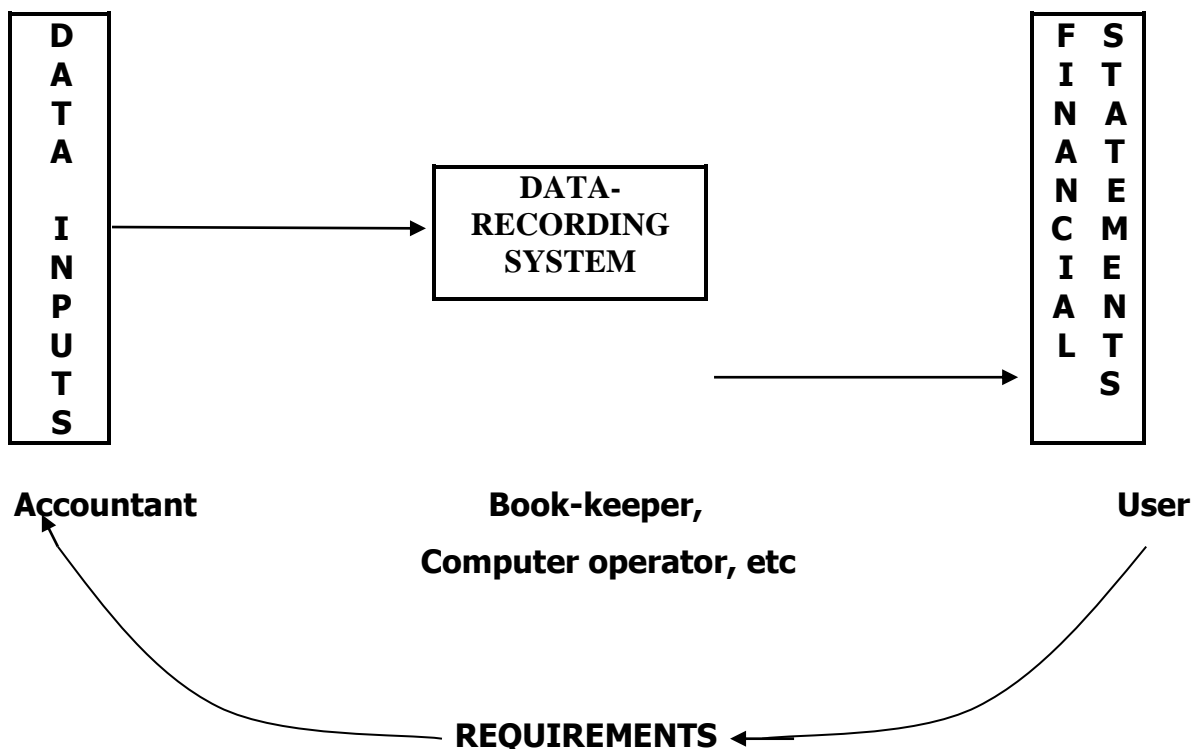 DATA INPUTS
DATA-
RECORDING
SYSTEM
FINANCIAL
STATEMENTS
Accountant
Book-keeper,
Computer operator, etc
User
REQUIREMENTS